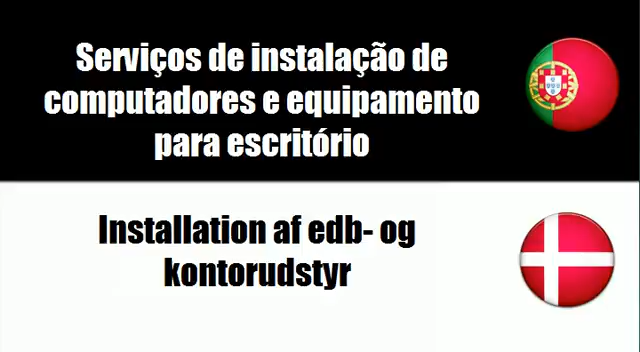 Serviços de instalação de
computadores e equipamento
para escritório
Installation af edb- og
kontorudstyr